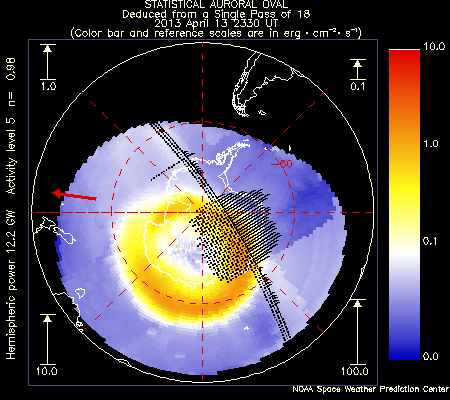 STATISTICAL AURORAL OVAL
Deduced from a Single Pass of 18
2013 April 13 2330 UT
(Color bar and reference scales are in erg·cm⁻²·s⁻¹)
1.0
0.1
10.0
100.0
-60
10.0
1.0
0.1
0.0
Hemispheric power 12.2 GW Activity level 5 n= 0.98
NOAA Space Weather Prediction Center